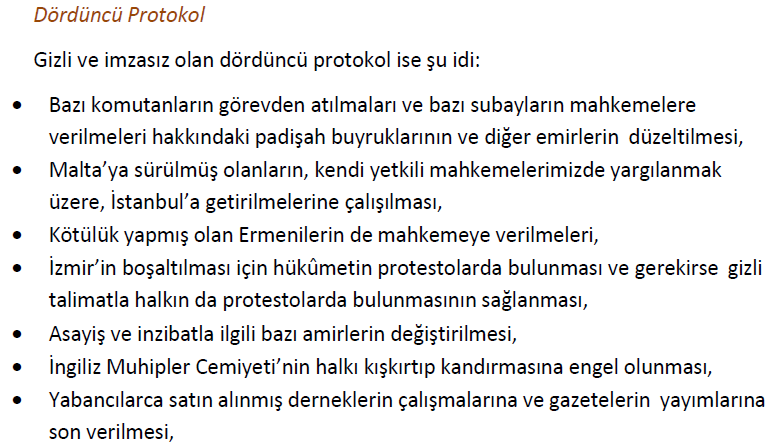 Dördüncü Protokol
Gizli ve imzasız olan dördüncü protokol ise şu idi:
• Bazı komutanların görevden atılmaları ve bazı subayların mahkemelere
verilmeleri hakkındaki padişah buyruklarının ve diğer emirlerin düzeltilmesi,
• Malta’ya sürülmüş olanların, kendi yetkili mahkemelerimizde yargılanmak
üzere, İstanbul’a getirilmelerine çalışılması,
• Kötülük yapmış olan Ermenilerin de mahkemeye verilmeleri,
• İzmir’in boşaltılması için hükûmetin protestolarda bulunması ve gerekirse gizli
talimatla halkın da protestolarda bulunmasının sağlanması,
• Asayiş ve inzibatla ilgili bazı amirlerin değiştirilmesi,
• İngiliz Muhipler Cemiyeti’nin halkı kışkırtıp kandırmasına engel olunması,
• Yabancılarca satın alınmış derneklerin çalışmalarına ve gazetelerin yayımlarına
son verilmesi,